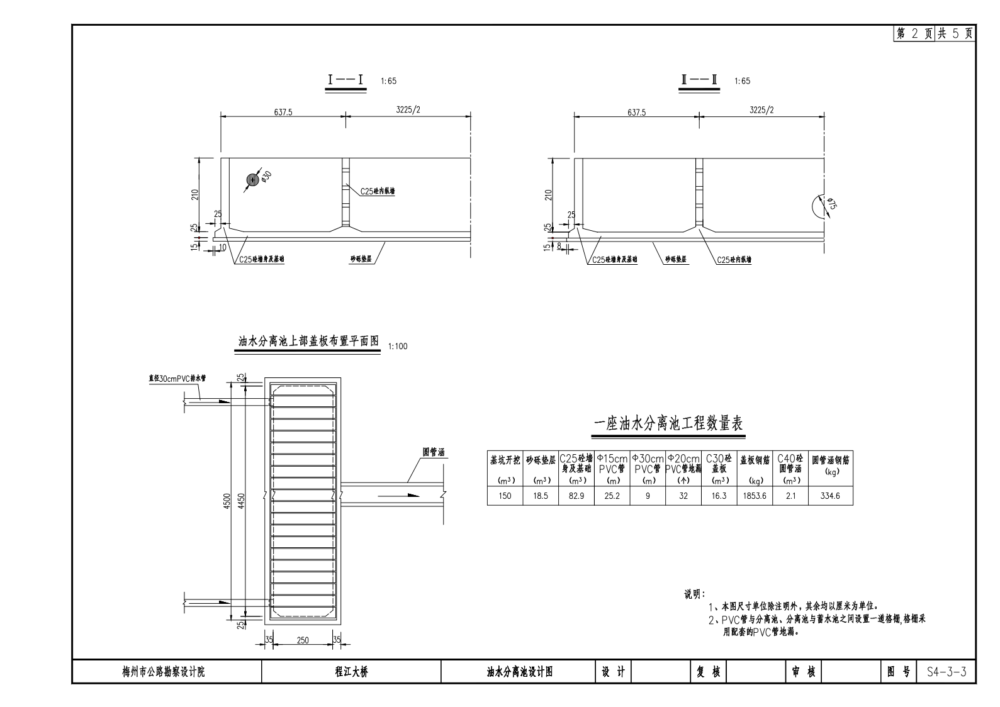 第 2 页 共 5 页
I——I 1:65
637.5 3225/2
210
25
25
15
10
ø30
C25砼内纵墙
C25砼墙身及基础
砂砾垫层
II——II 1:65
637.5 3225/2
210
25
25
15
8
ø75
C25砼墙身及基础
砂砾垫层
C25砼内纵墙
油水分离池上部盖板布置平面图 1:100
直径30cmPVC排水管
25
4500
4450
25
35 250 35
圆管涵
一座油水分离池工程数量表
基坑开挖 (m³) 砂砾垫层 (m³) C25砼墙身及基础 (m³) Φ15cm PVC管 (m) Φ30cm PVC管 (m) Φ20cm PVC管地漏 (个) C30砼盖板 (m³) 盖板钢筋 (kg) C40砼圆管涵 (m³) 圆管涵钢筋 (kg)
150 18.5 82.9 25.2 9 32 16.3 1853.6 2.1 334.6
说明：
1、本图尺寸单位除注明外，其余均以厘米为单位。
2、PVC管与分离池、分离池与蓄水池之间设置一道格栅,格栅采
用配套的PVC管地漏。
梅州市公路勘察设计院 程江大桥 油水分离池设计图 设 计 复 核 审 核 图 号 S4-3-3